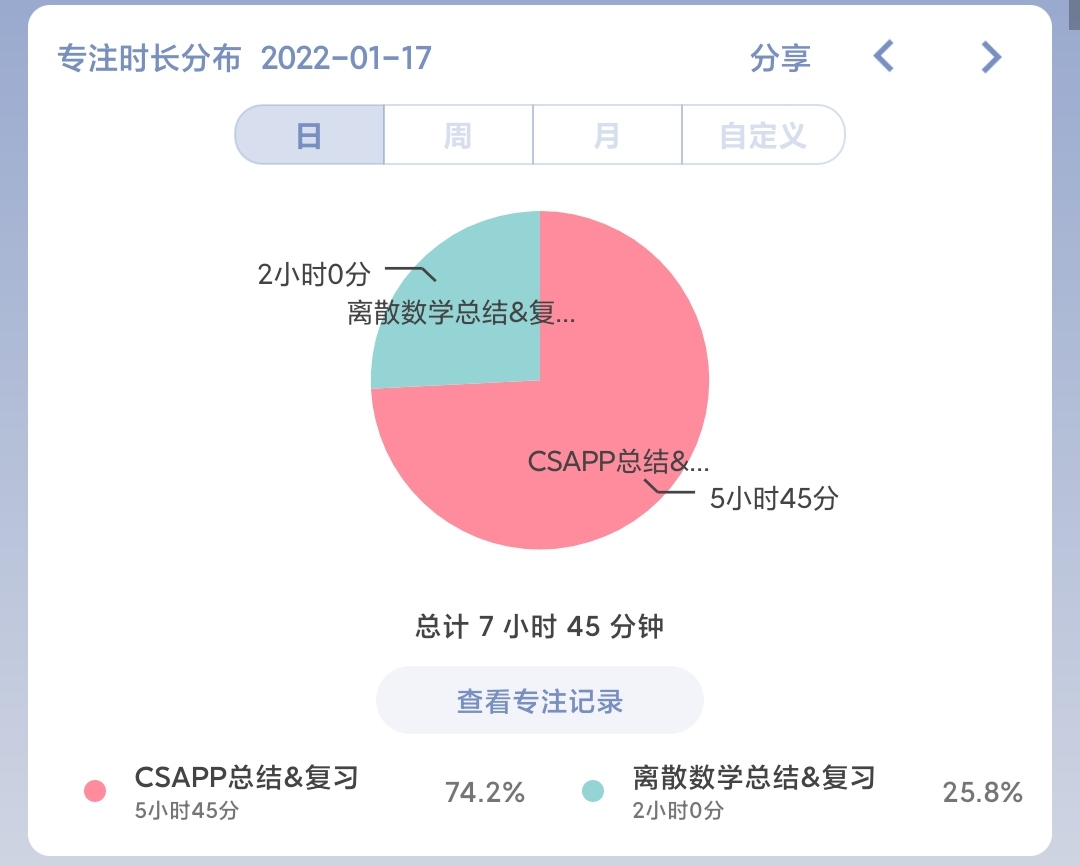 专注时长分布 2022-01-17 分享
日 周 月 自定义
2小时0分
离散数学总结&复...
CSAPP总结&...
5小时45分
总计 7 小时 45 分钟
查看专注记录
CSAPP总结&复习 74.2%
5小时45分
离散数学总结&复习 25.8%
2小时0分